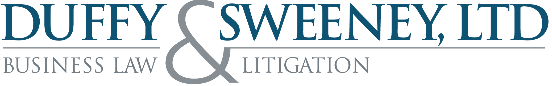 DUFFY & SWEENEY, LTD
BUSINESS LAW & LITIGATION